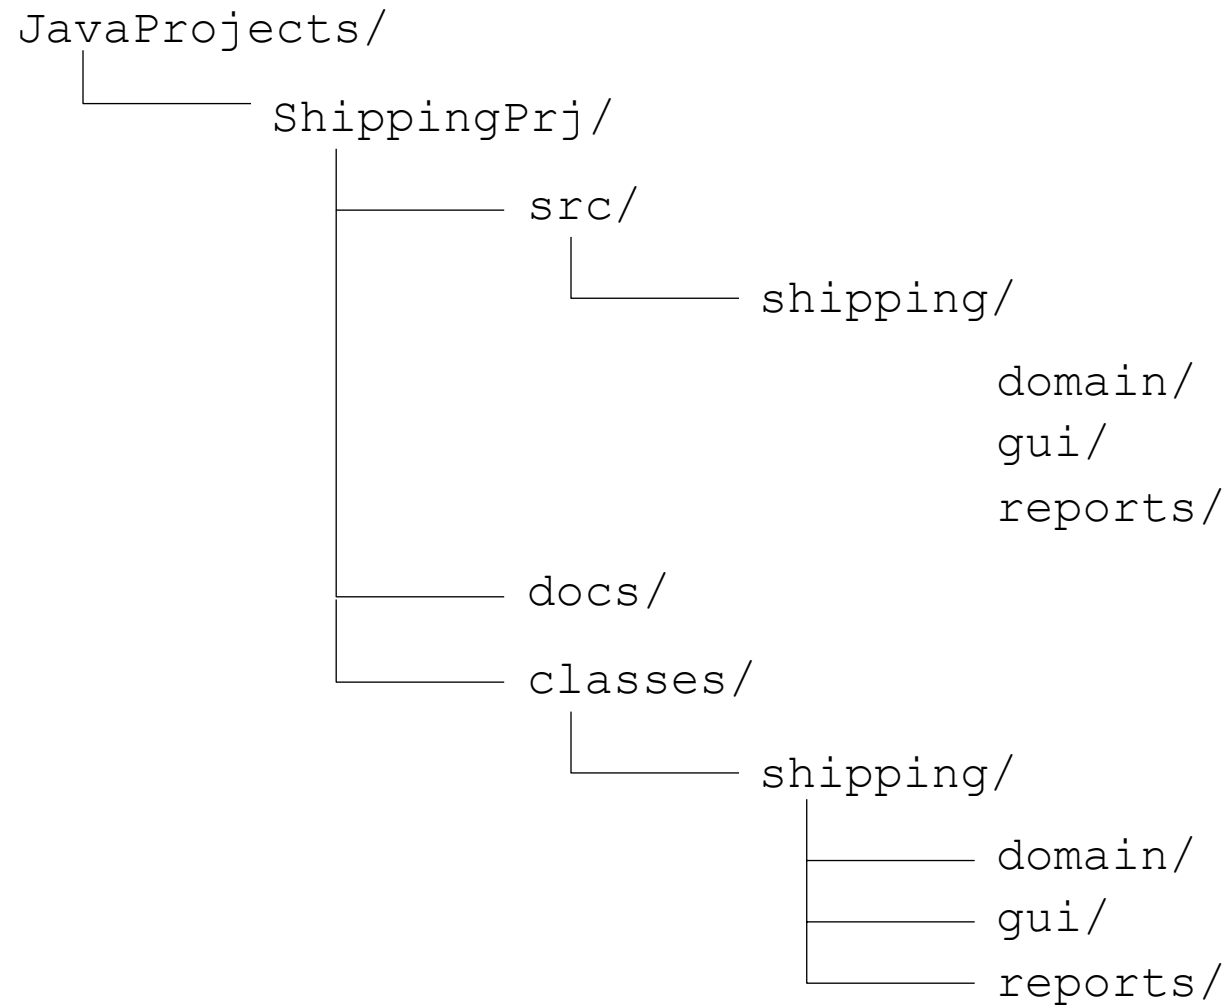 JavaProjects/
ShippingPrj/
src/
shipping/
domain/
gui/
reports/
docs/
classes/
shipping/
domain/
gui/
reports/